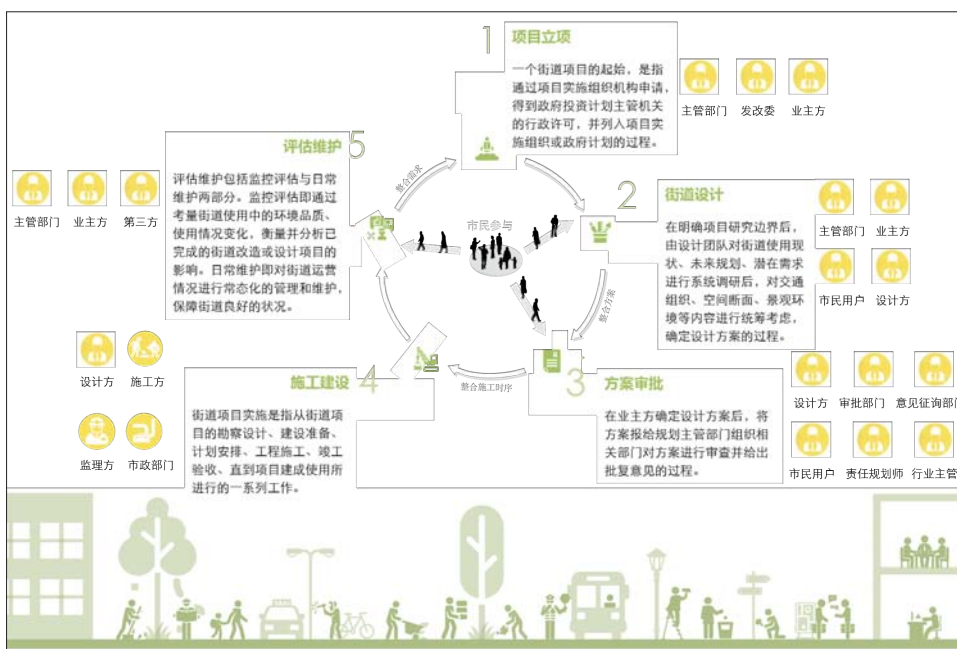 1
项目立项
一个街道项目的起始，是指
通过项目实施组织机构申请，
得到政府投资计划主管机关
的行政许可，并列入项目实
施组织或政府计划的过程。
主管部门 发改委 业主方
2
街道设计
在明确项目研究边界后，
由设计团队对街道使用现
状、未来规划、潜在需求
进行系统调研后，对交通
组织、空间断面、景观环
境等内容进行统筹考虑，
确定设计方案的过程。
主管部门 业主方
市民用户 设计方
3
方案审批
在业主方确定设计方案后，将
方案报给规划主管部门组织相
关部门对方案进行审查并给出
批复意见的过程。
设计方 审批部门 意见征询部门
市民用户 责任规划师 行业主管
施工建设
4
街道项目实施是指从街道项
目的勘察设计、建设准备、
计划安排、工程施工、竣工
验收、直到项目建成使用所
进行的一系列工作。
设计方 施工方
监理方 市政部门
评估维护
5
评估维护包括监控评估与日常
维护两部分。监控评估即通过
考量街道使用中的环境品质、
使用情况变化，衡量并分析已
完成的街道改造或设计项目的
影响。日常维护即对街道运营
情况进行常态化的管理和维护，
保障街道良好的状况。
主管部门 业主方 第三方
市民参与
整合需求
整合方案
整合施工时序